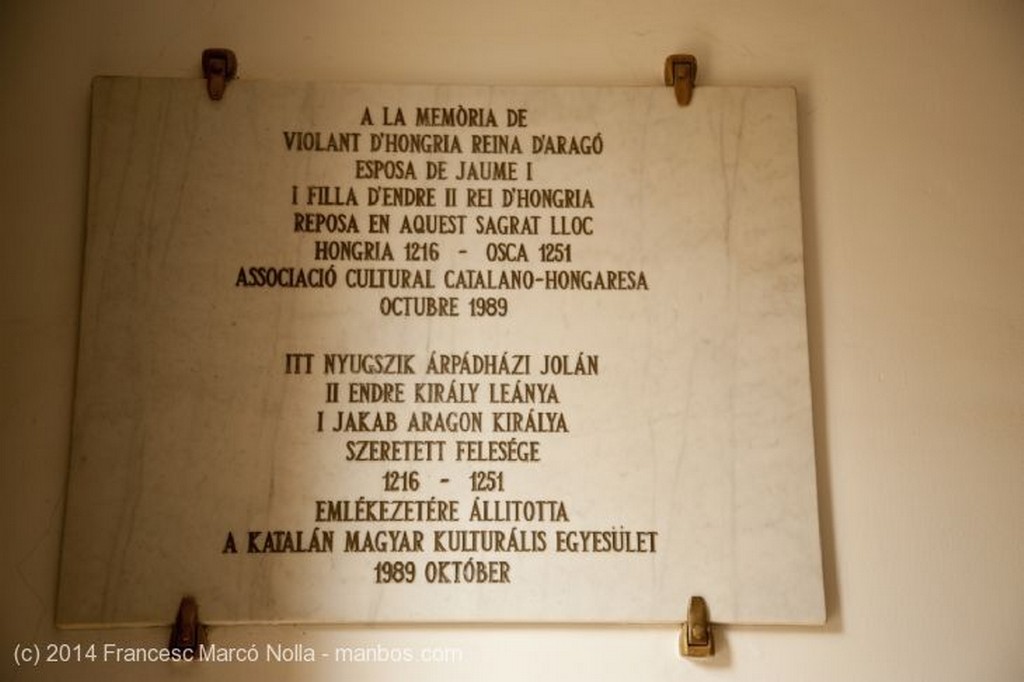 A LA MEMÒRIA DE
VIOLANT D'HONGRIA REINA D'ARAGÓ
ESPOSA DE JAUME I
I FILLA D'ENDRE II REI D'HONGRIA
REPOSA EN AQUEST SAGRAT LLOC
HONGRIA 1216 - OSCA 1251
ASSOCIACIÓ CULTURAL CATALANO-HONGARESA
OCTUBRE 1989
ITT NYUGSZIK ÁRPÁDHÁZI JOLÁN
II ENDRE KIRÁLY LEÁNYA
I JAKAB ARAGON KIRÁLYA
SZERETETT FELESÉGE
1216 - 1251
EMLÉKEZETÉRE ÁLLITOTTA
A KATALÁN MAGYAR KULTURÁLIS EGYESÜLET
1989 OKTÓBER
(c) 2014 Francesc Marcó Nolla - manbos.com